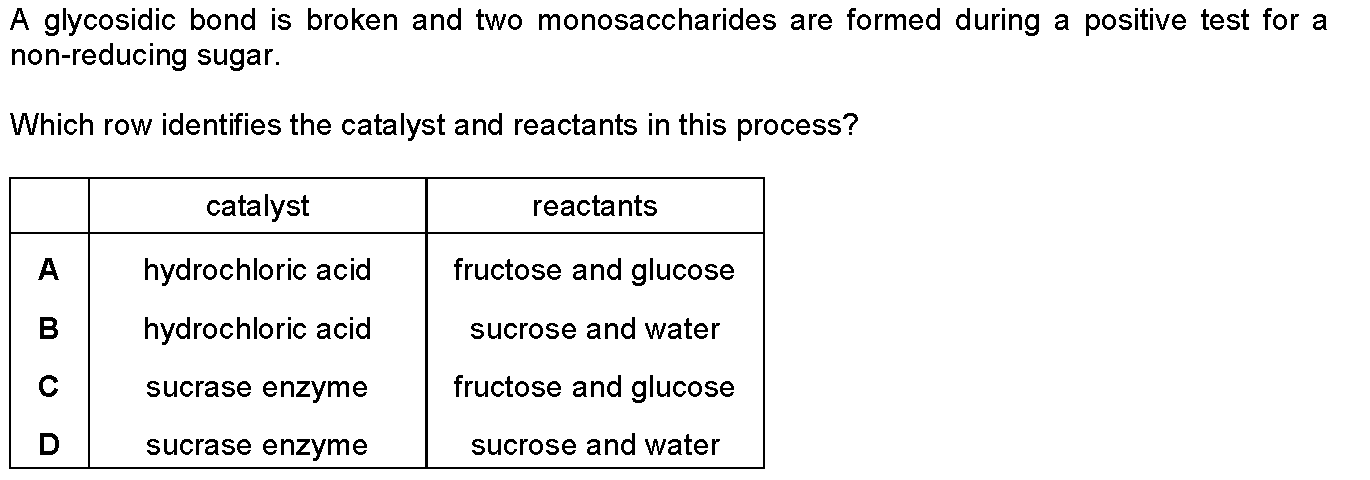 A glycosidic bond is broken and two monosaccharides are formed during a positive test for a
non-reducing sugar.
Which row identifies the catalyst and reactants in this process?
catalyst reactants
A hydrochloric acid fructose and glucose
B hydrochloric acid sucrose and water
C sucrase enzyme fructose and glucose
D sucrase enzyme sucrose and water